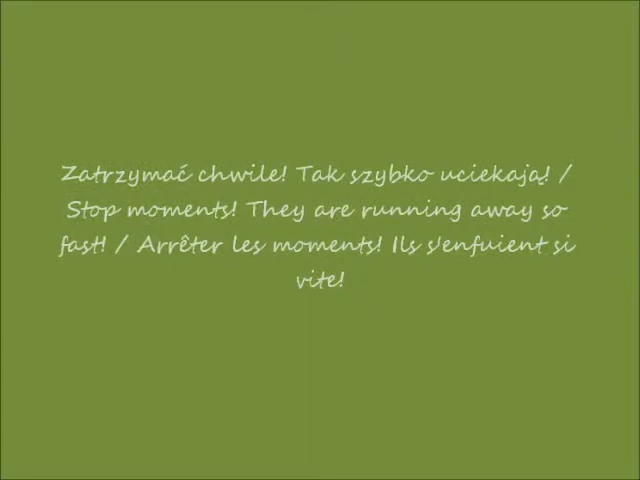 Zatrzymać chwile! Tak szybko uciekają! /
Stop moments! They are running away so
fast! / Arrêter les moments! Ils s'enfuient si
vite!